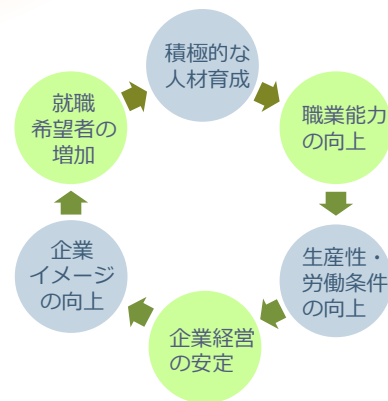 積極的な
人材育成
職業能力
の向上
生産性・
労働条件
の向上
企業経営
の安定
企業
イメージ
の向上
就職
希望者の
増加